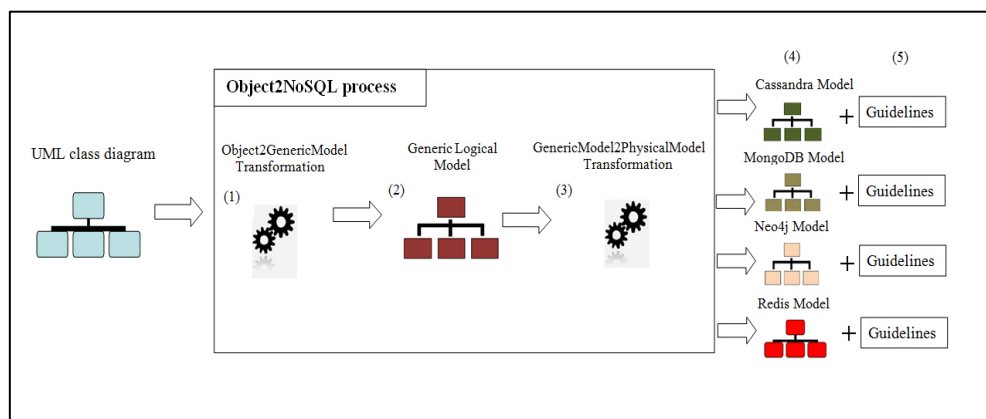 (4)
(5)
Object2NoSQL process
Cassandra Model
+
Guidelines
UML class diagram
Object2GenericModel
Transformation
(1)
Generic Logical
Model
(2)
GenericModel2PhysicalModel
Transformation
(3)
MongoDB Model
+
Guidelines
Neo4j Model
+
Guidelines
Redis Model
+
Guidelines